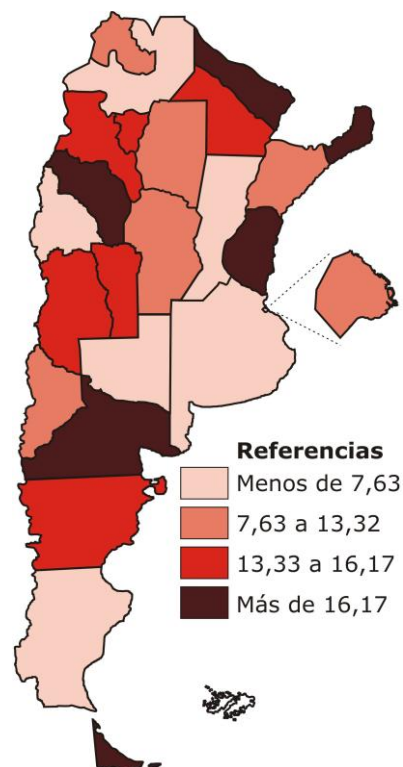 Referencias
Menos de 7,63
7,63 a 13,32
13,33 a 16,17
Más de 16,17